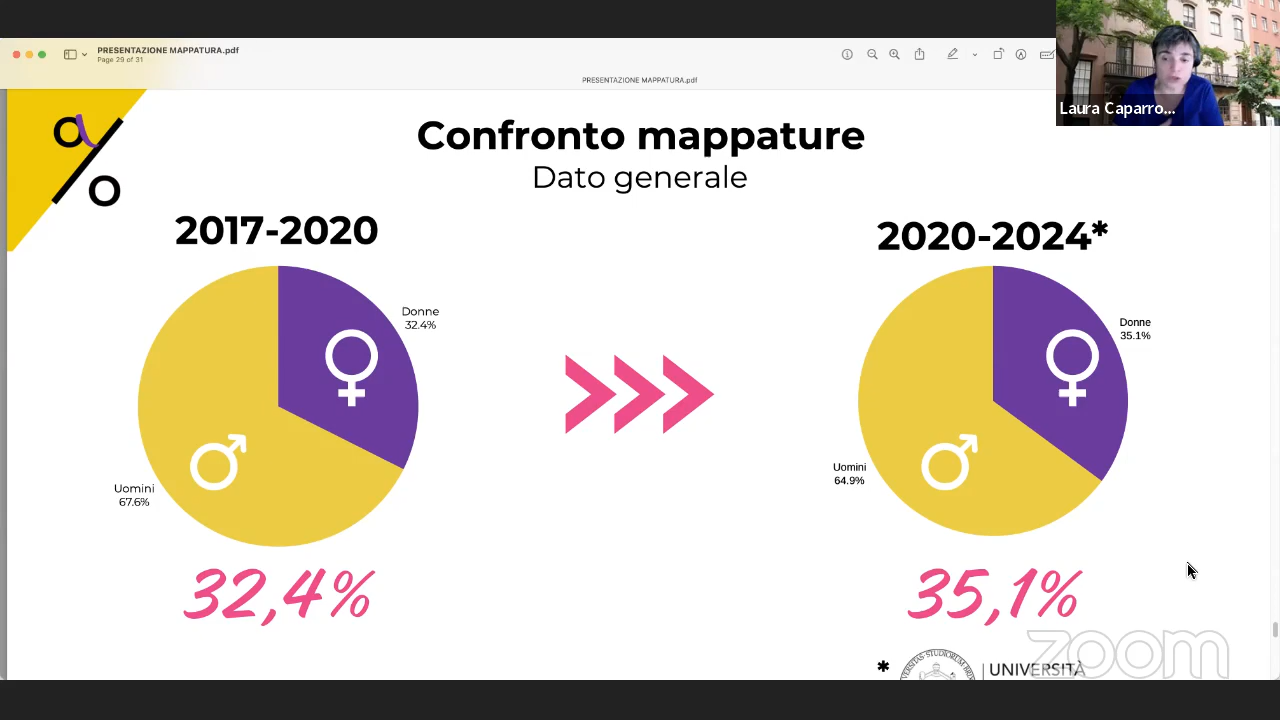 PRESENTAZIONE MAPPATURA.pdf
Page 29 of 31
PRESENTAZIONE MAPPATURA.pdf
Laura Caparro...
a/o
Confronto mappature
Dato generale
2017-2020
Donne
32.4%
Uomini
67.6%
32,4%
2020-2024*
Donne
35.1%
Uomini
64.9%
35,1%
*
UNIVERSITÀ
zoom